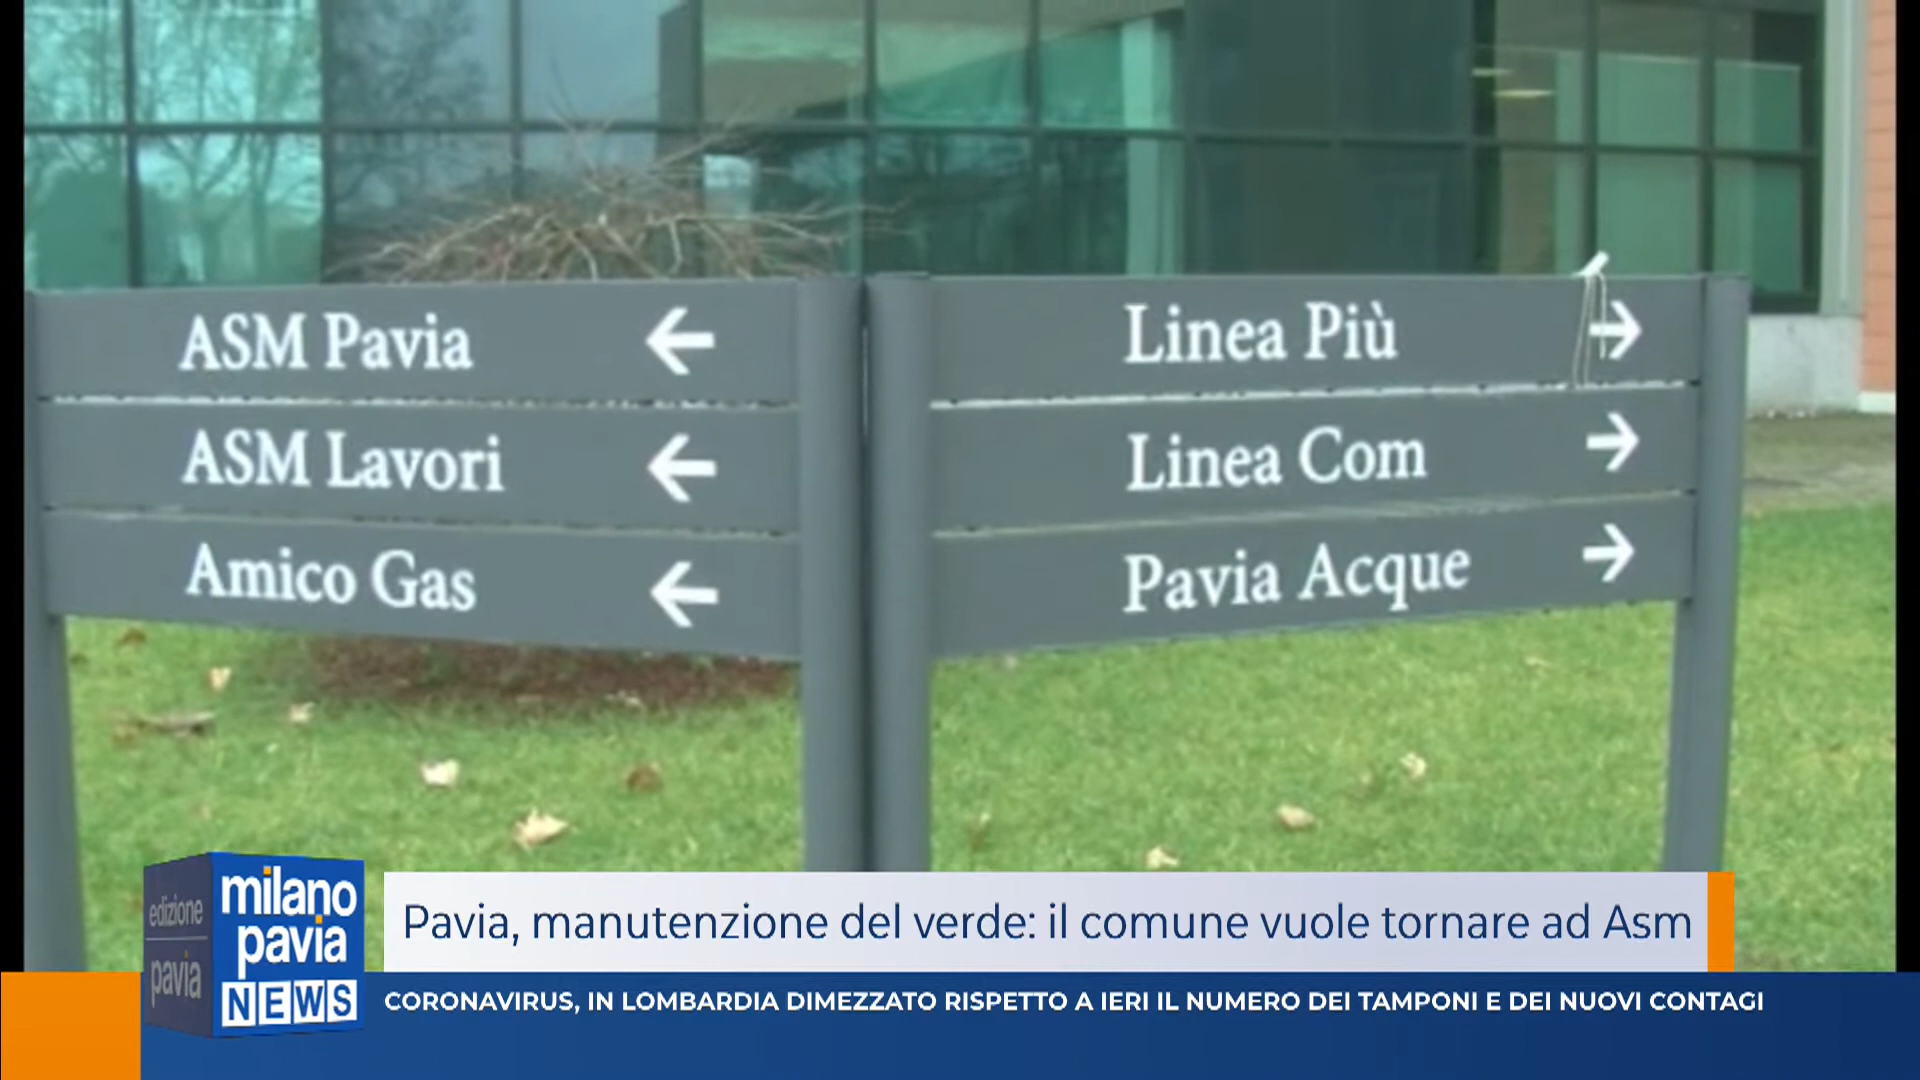 ASM Pavia
ASM Lavori
Amico Gas
Linea Più
Linea Com
Pavia Acque
edizione
pavia
milano
pavia
NEWS
Pavia, manutenzione del verde: il comune vuole tornare ad Asm
CORONAVIRUS, IN LOMBARDIA DIMEZZATO RISPETTO A IERI IL NUMERO DEI TAMPONI E DEI NUOVI CONTAGI